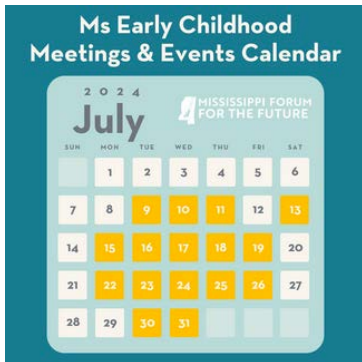 Ms Early Childhood
Meetings & Events Calendar
2024
July
MISSISSIPPI FORUM
FOR THE FUTURE
SUN MON TUE WED THU FRI SAT
1 2 3 4 5 6
7 8 9 10 11 12 13
14 15 16 17 18 19 20
21 22 23 24 25 26 27
28 29 30 31